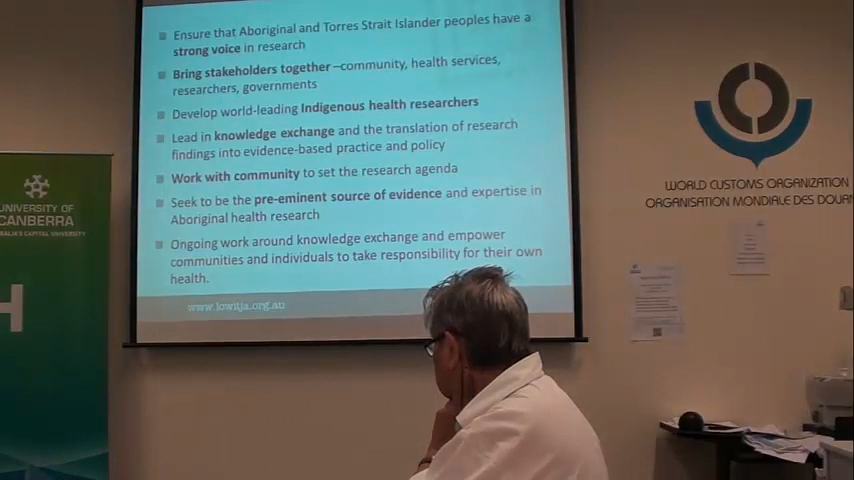 Ensure that Aboriginal and Torres Strait Islander peoples have a
strong voice in research
Bring stakeholders together –community, health services,
researchers, governments
Develop world-leading Indigenous health researchers
Lead in knowledge exchange and the translation of research
findings into evidence-based practice and policy
Work with community to set the research agenda
Seek to be the pre-eminent source of evidence and expertise in
Aboriginal health research
Ongoing work around knowledge exchange and empower
communities and individuals to take responsibility for their own
health.
www.lowitja.org.au
UNIVERSITY OF
CANBERRA
CAPITAL UNIVERSITY
H
WORLD CUSTOMS ORGANIZATION
ORGANISATION MONDIALE DES